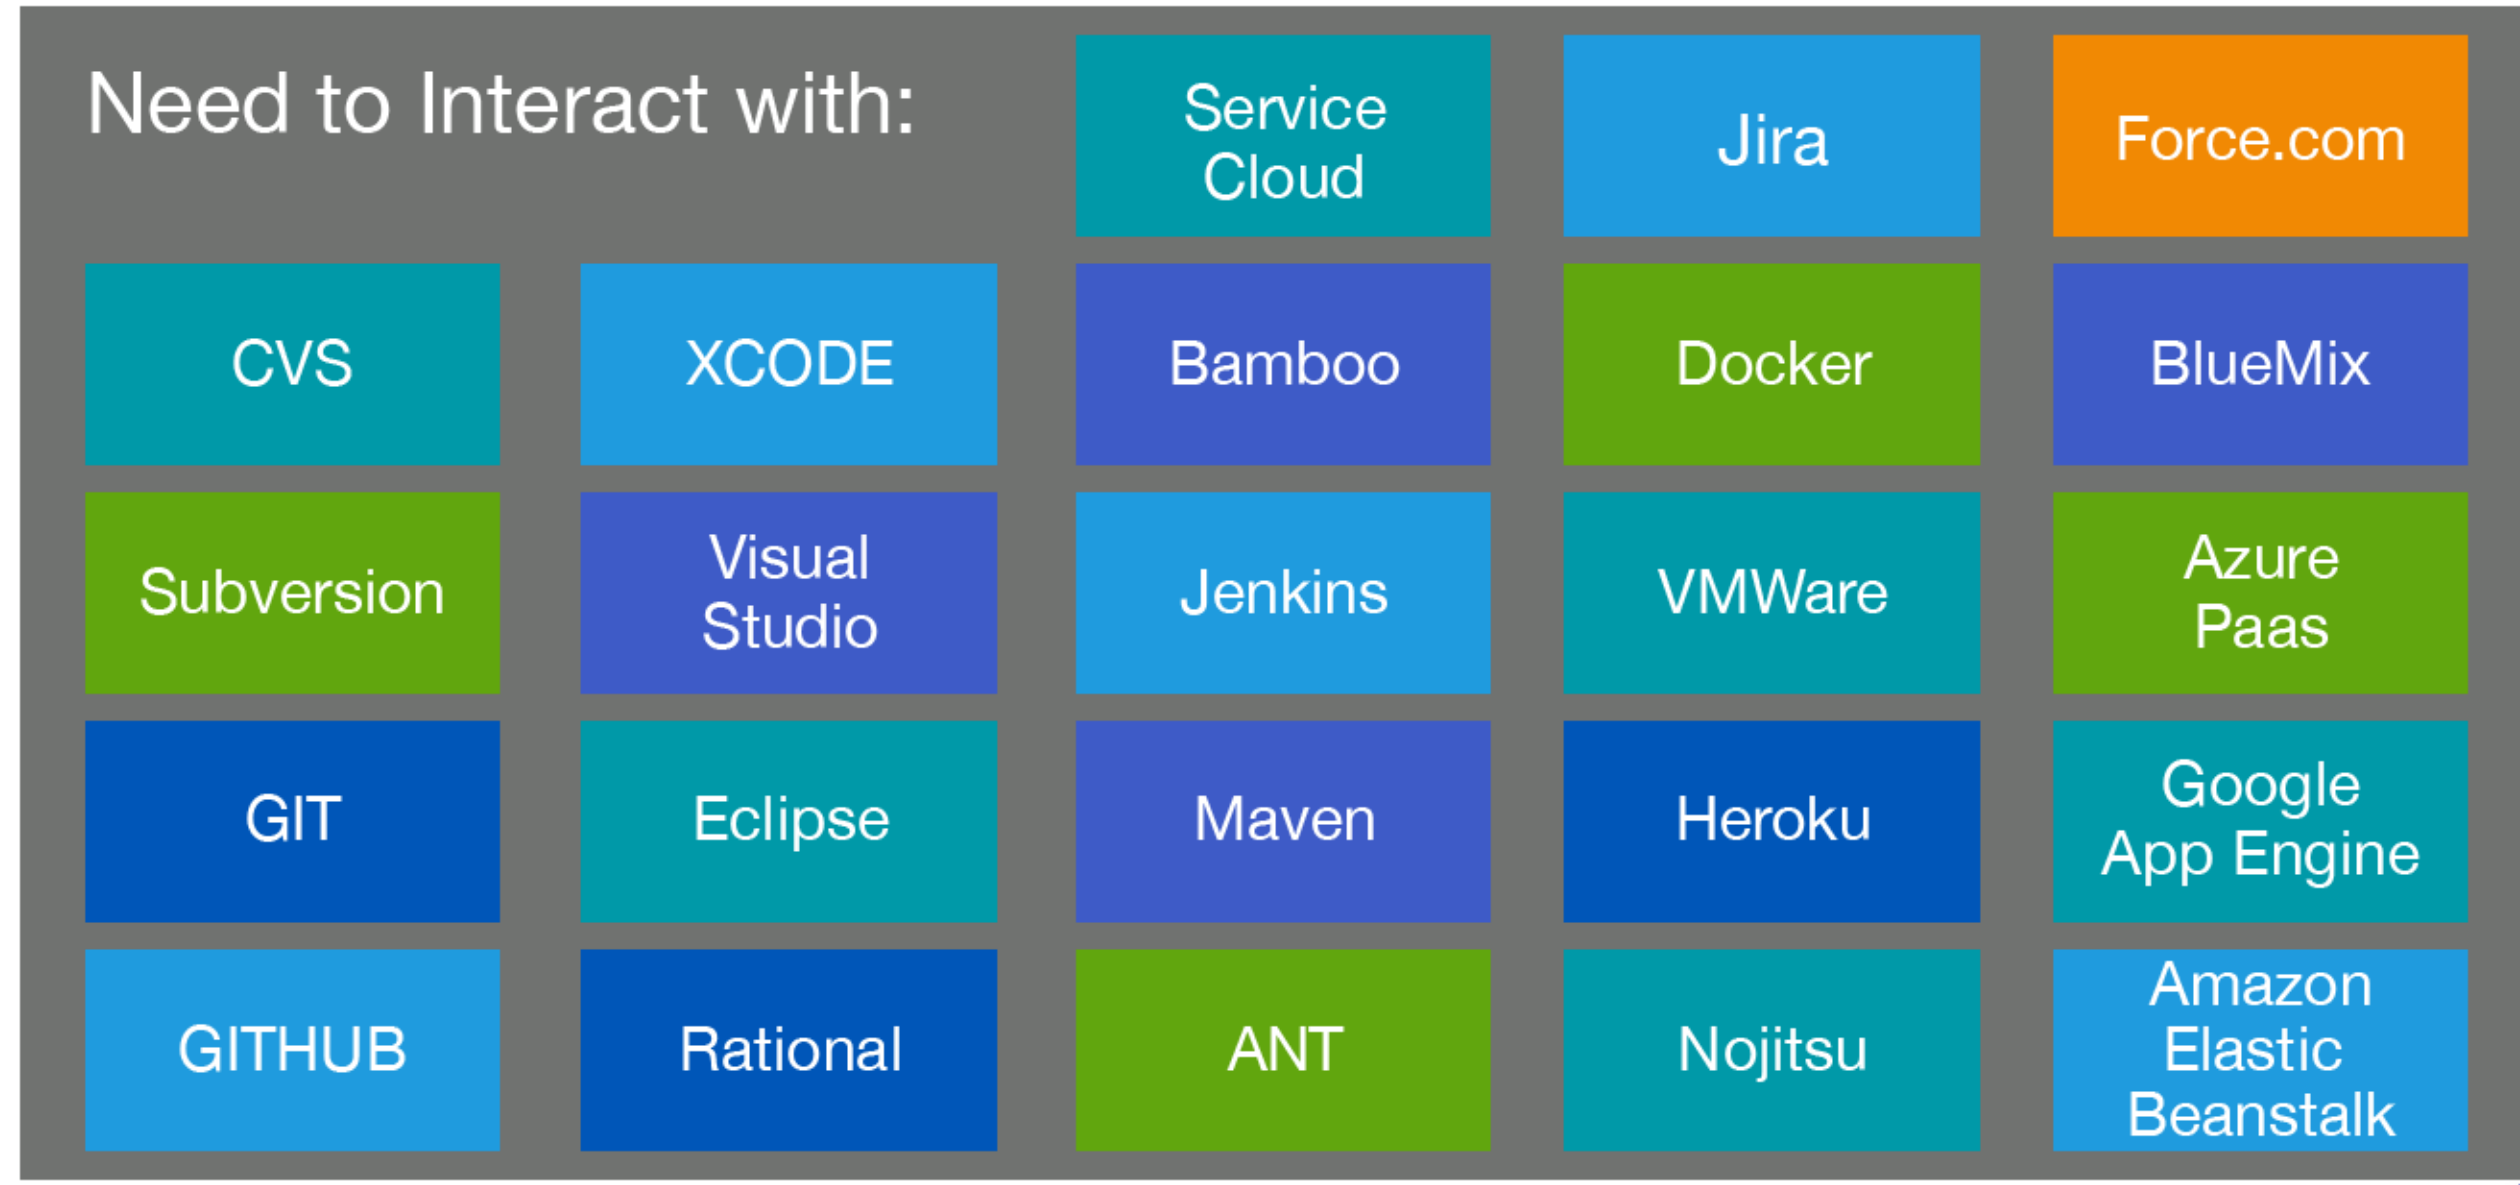 Need to Interact with:
Service
Cloud
Jira
Force.com
CVS
XCODE
Bamboo
Docker
BlueMix
Subversion
Visual
Studio
Jenkins
VMWare
Azure
Paas
GIT
Eclipse
Maven
Heroku
Google
App Engine
GITHUB
Rational
ANT
Nojitsu
Amazon
Elastic
Beanstalk